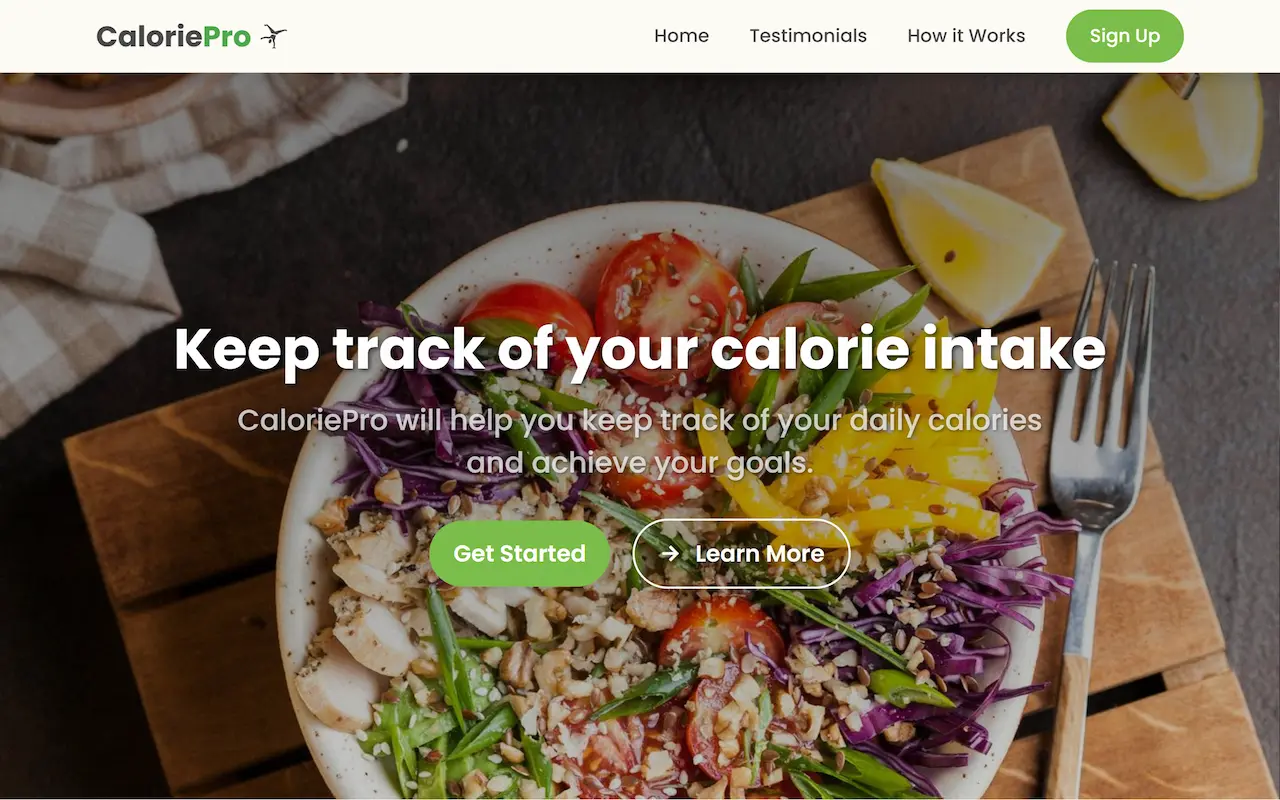 CaloriePro
Home
Testimonials
How it Works
Sign Up
Keep track of your calorie intake
CaloriePro will help you keep track of your daily calories
and achieve your goals.
Get Started
→ Learn More